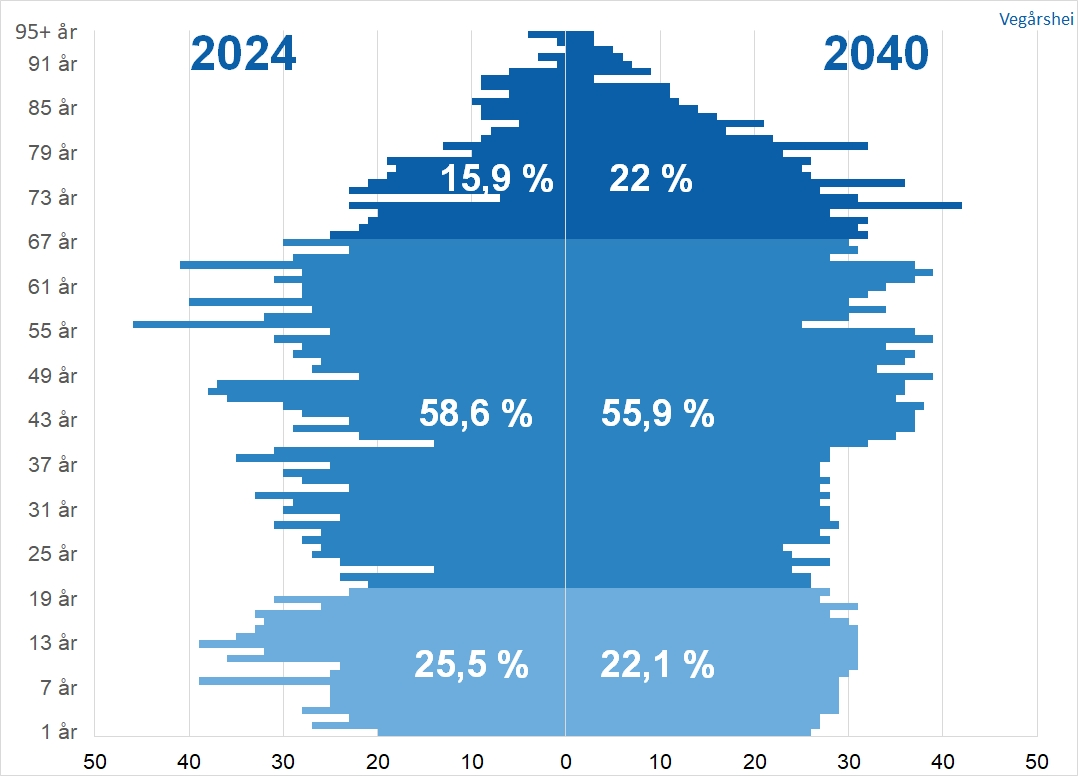 Vegårshei
2024
2040
95+ år
91 år
85 år
79 år
73 år
67 år
61 år
55 år
49 år
43 år
37 år
31 år
25 år
19 år
13 år
7 år
1 år
15,9 %
22 %
58,6 %
55,9 %
25,5 %
22,1 %
50 40 30 20 10 0 10 20 30 40 50